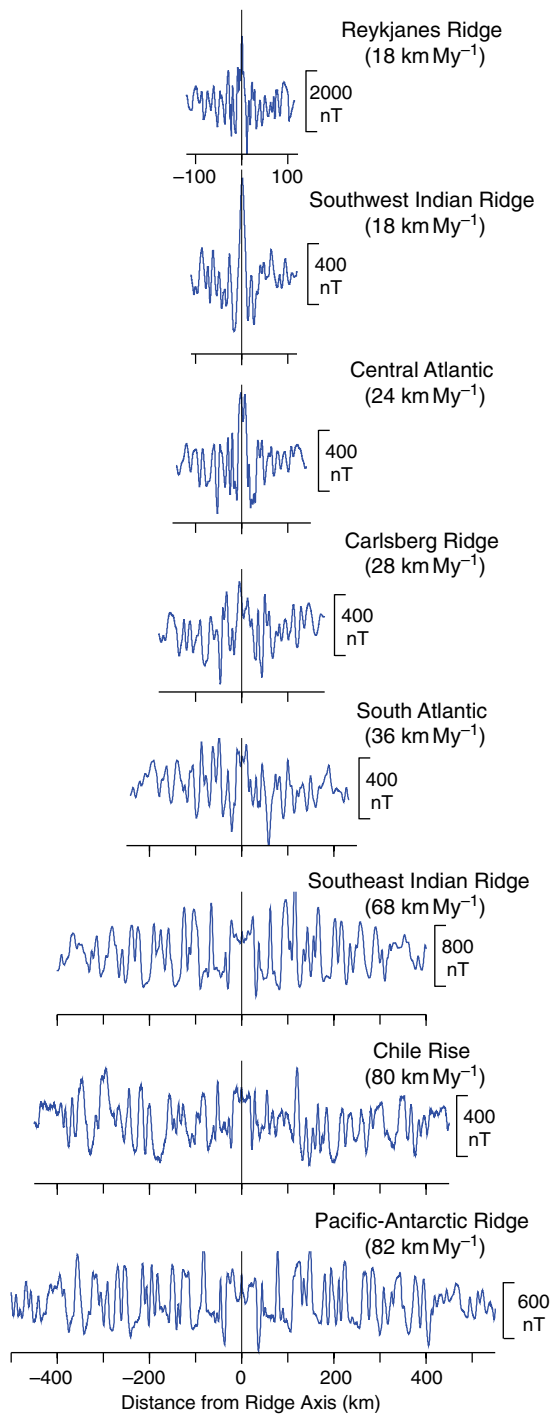 Reykjanes Ridge
(18 km My⁻¹)
2000
nT
−100
100
Southwest Indian Ridge
(18 km My⁻¹)
400
nT
Central Atlantic
(24 km My⁻¹)
400
nT
Carlsberg Ridge
(28 km My⁻¹)
400
nT
South Atlantic
(36 km My⁻¹)
400
nT
Southeast Indian Ridge
(68 km My⁻¹)
800
nT
Chile Rise
(80 km My⁻¹)
400
nT
Pacific-Antarctic Ridge
(82 km My⁻¹)
600
nT
−400 −200 0 200 400
Distance from Ridge Axis (km)